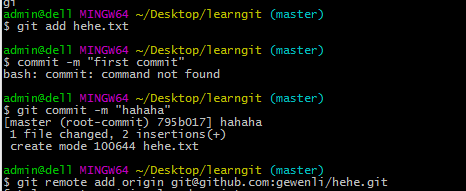 gi
admin@dell MINGW64 ~/Desktop/learngit (master)
$ git add hehe.txt
admin@dell MINGW64 ~/Desktop/learngit (master)
$ commit -m "first commit"
bash: commit: command not found
admin@dell MINGW64 ~/Desktop/learngit (master)
$ git commit -m "hahaha"
[master (root-commit) 795b017] hahaha
1 file changed, 2 insertions(+)
create mode 100644 hehe.txt
admin@dell MINGW64 ~/Desktop/learngit (master)
$ git remote add origin git@github.com:gewenli/hehe.git